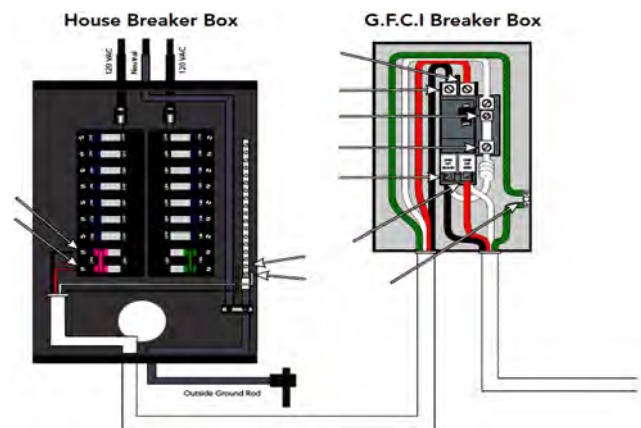 House Breaker Box
G.F.C.I Breaker Box
120 VAC
Neutral
120 VAC
Outside Ground Rod